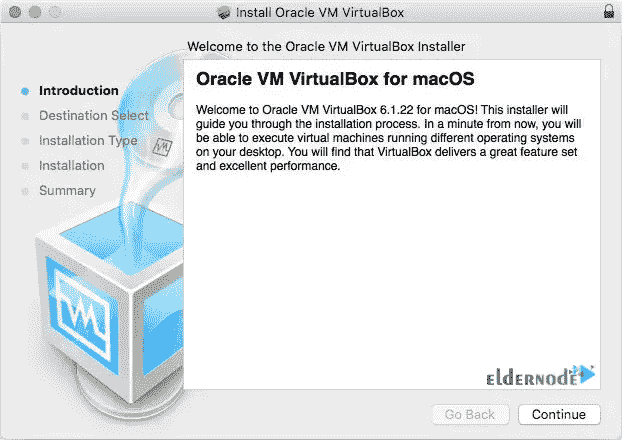 Install Oracle VM VirtualBox
Welcome to the Oracle VM VirtualBox Installer
Introduction
Destination Select
Installation Type
Installation
Summary
Oracle VM VirtualBox for macOS
Welcome to Oracle VM VirtualBox 6.1.22 for macOS! This installer will
guide you through the installation process. In a minute from now, you will
be able to execute virtual machines running different operating systems
on your desktop. You will find that VirtualBox delivers a great feature set
and excellent performance.
ELDERNODE
Go Back
Continue